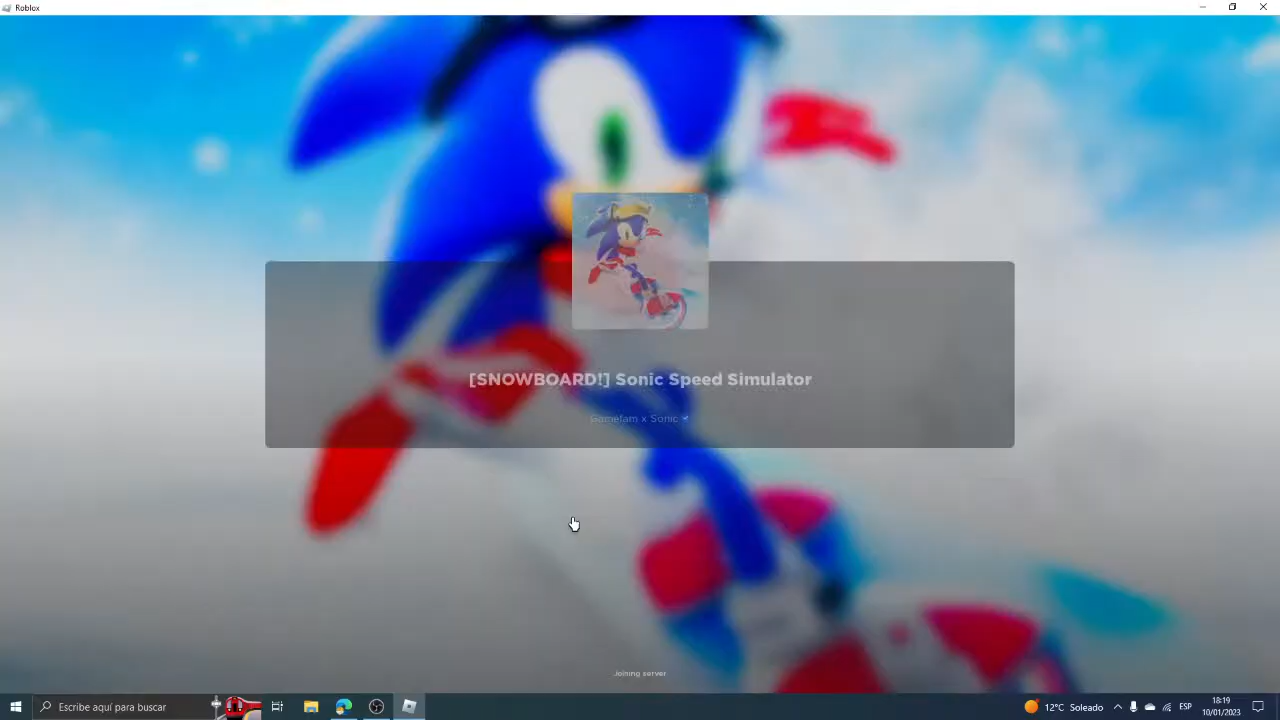 Roblox
[SNOWBOARD!] Sonic Speed Simulator
Gamefam x Sonic
Joining server
Escribe aquí para buscar
12°C Soleado
ESP
18:19
10/01/2023